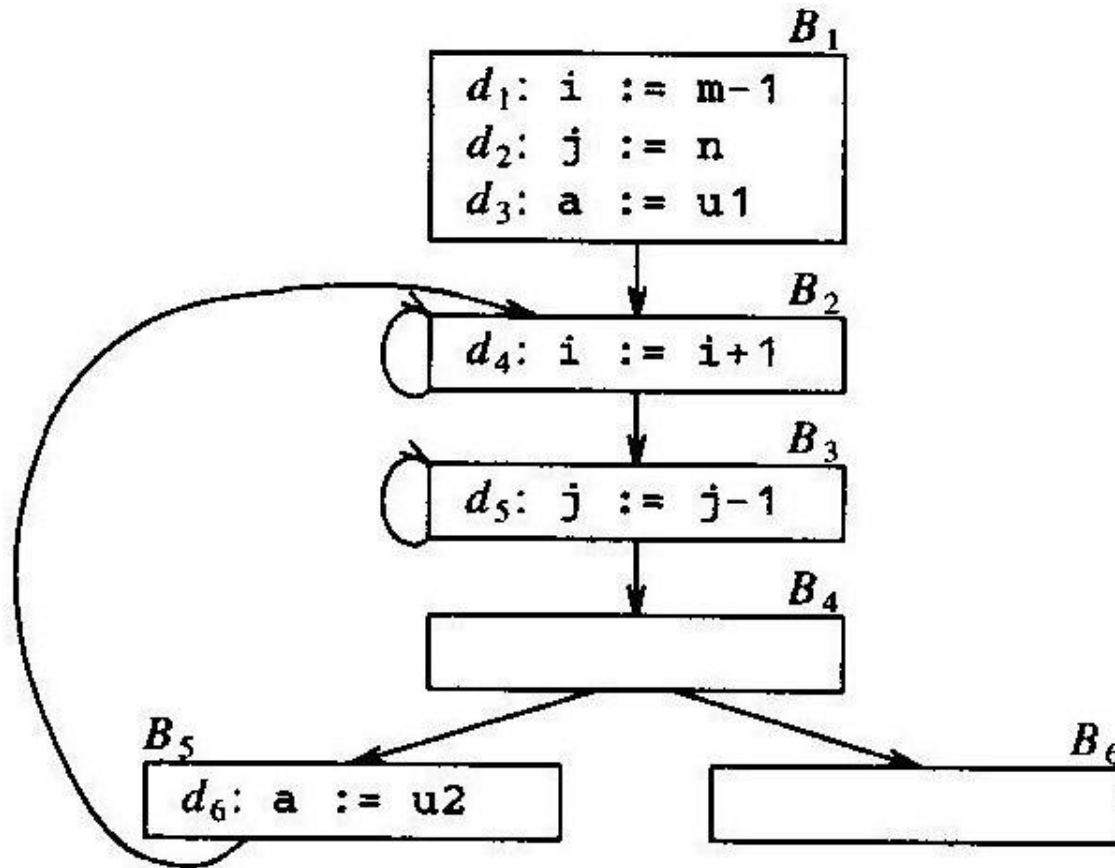 B₁
d₁: i := m-1
d₂: j := n
d₃: a := u1
B₂
d₄: i := i+1
B₃
d₅: j := j-1
B₄
B₅
d₆: a := u2
B₆